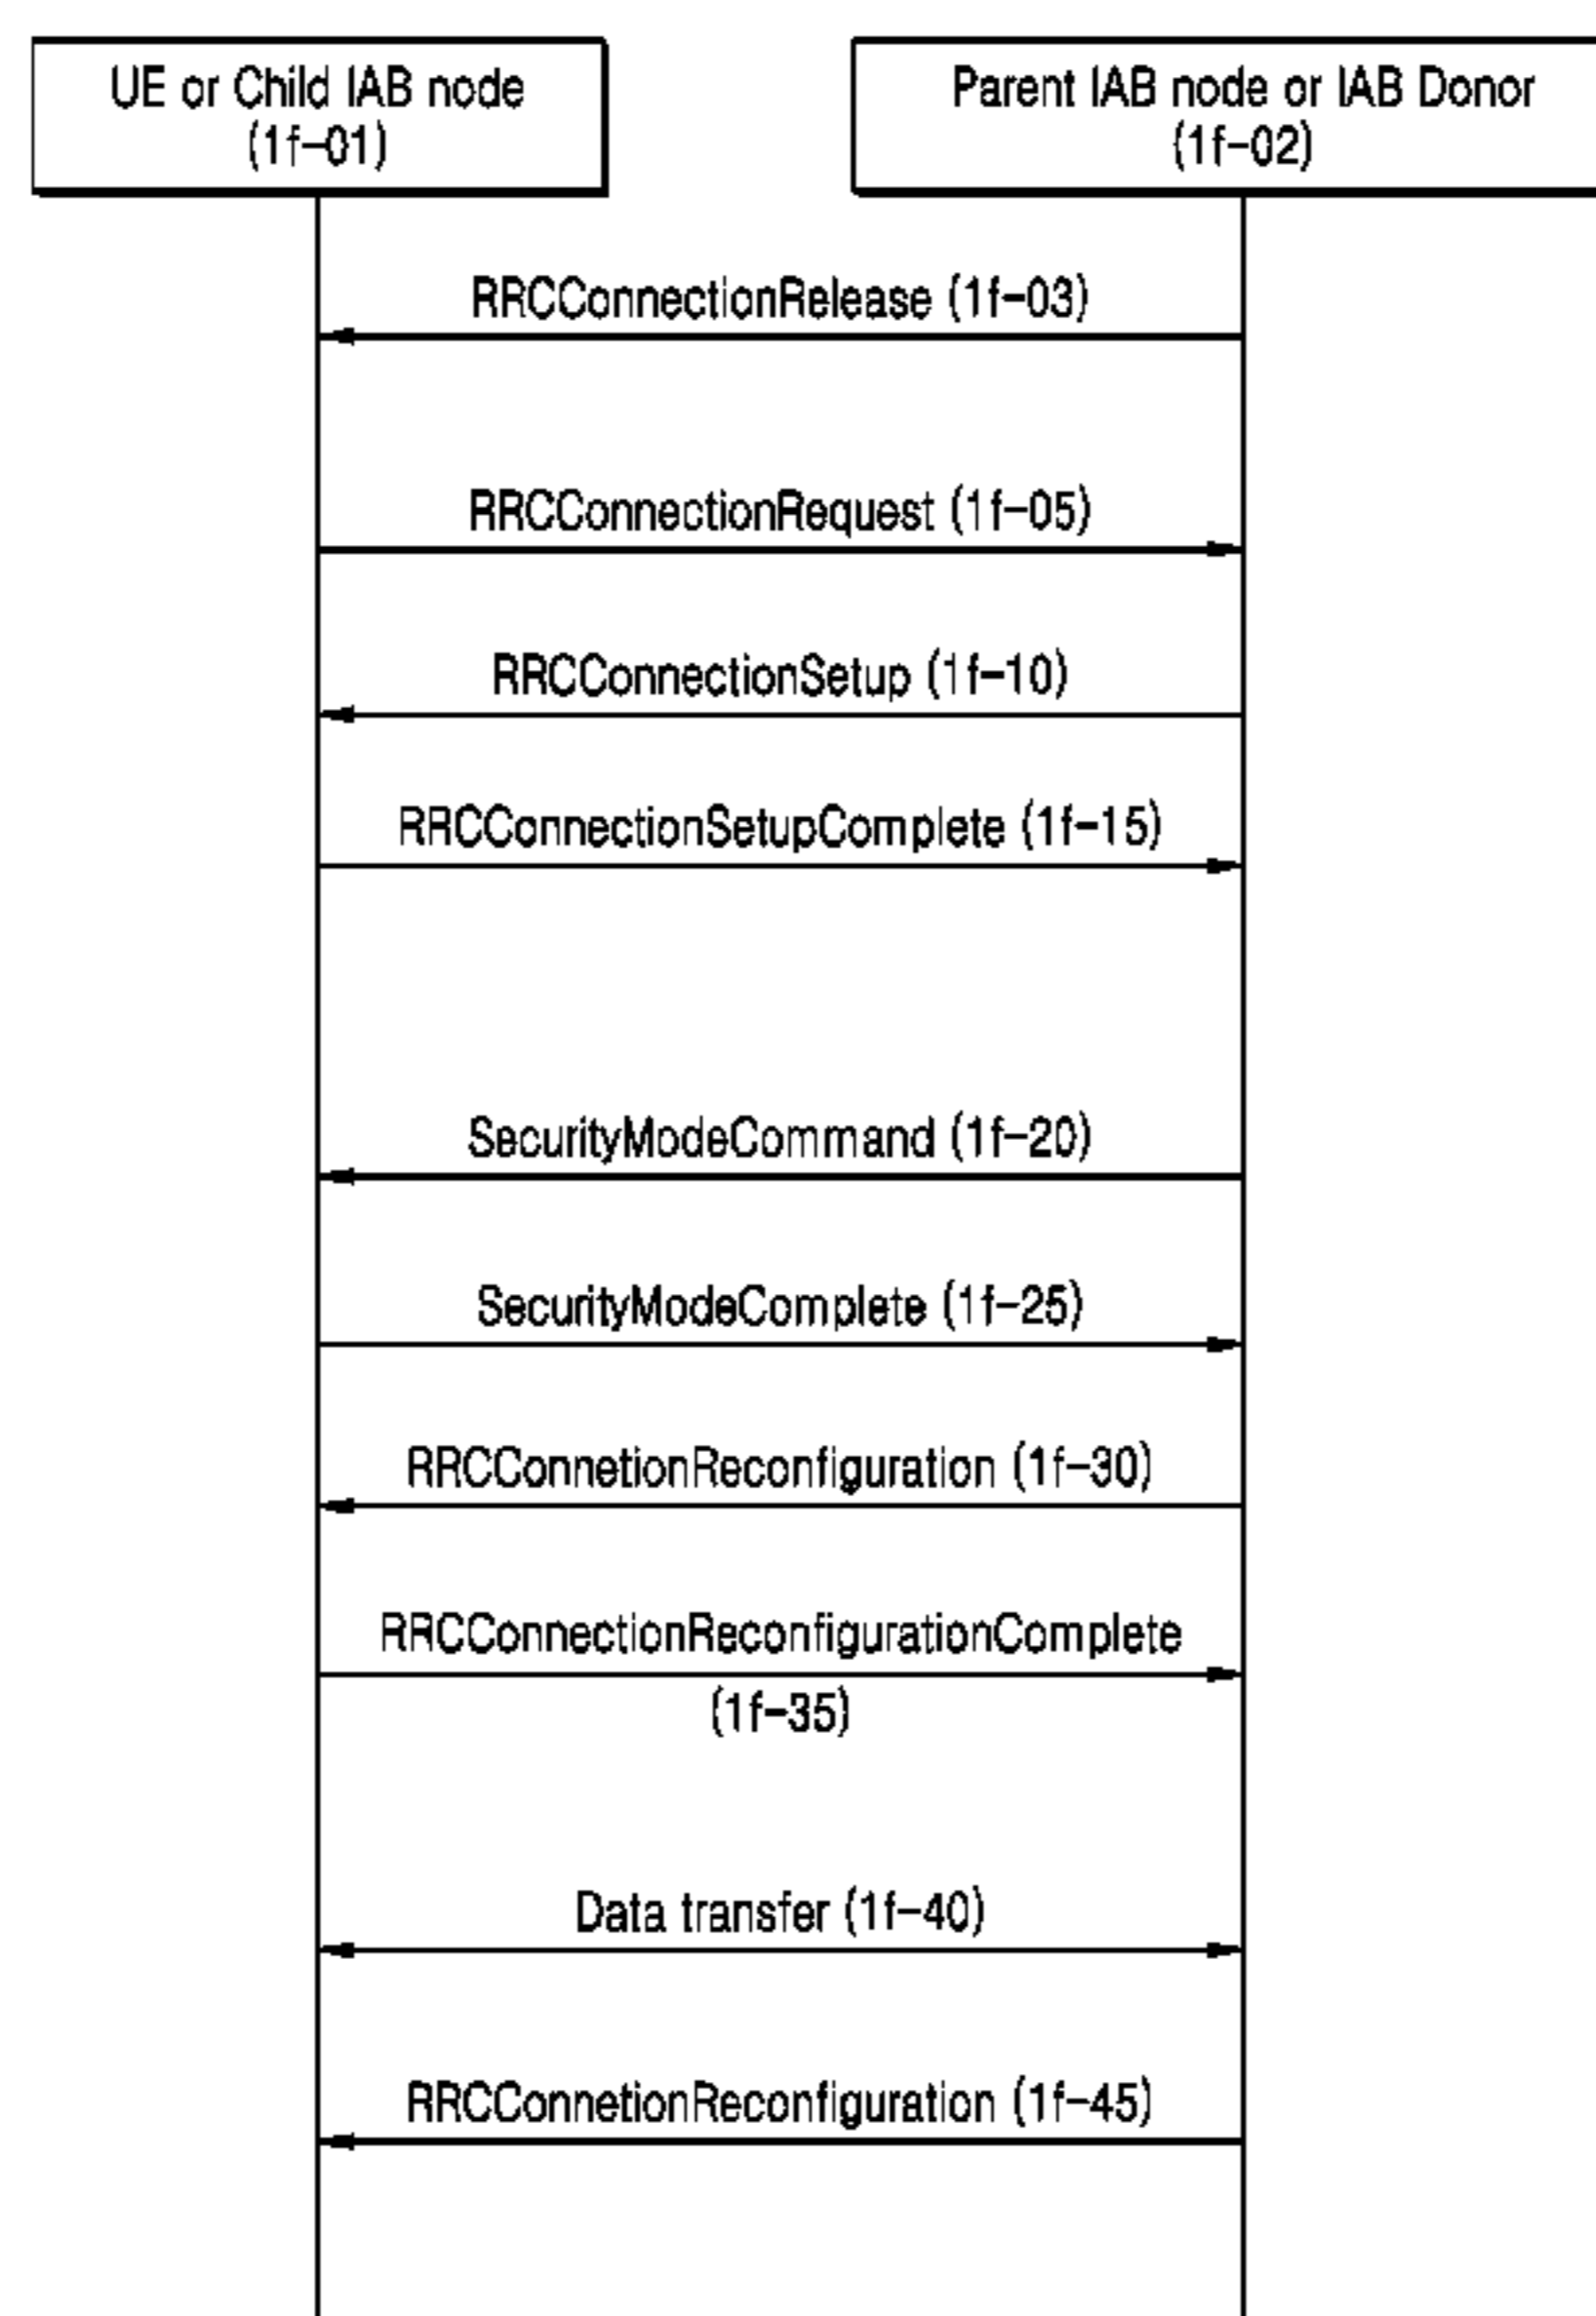 UE or Child IAB node
(1f-01)
Parent IAB node or IAB Donor
(1f-02)
RRCConnectionRelease (1f-03)
RRCConnectionRequest (1f-05)
RRCConnectionSetup (1f-10)
RRCConnectionSetupComplete (1f-15)
SecurityModeCommand (1f-20)
SecurityModeComplete (1f-25)
RRCConnetionReconfiguration (1f-30)
RRCConnectionReconfigurationComplete
(1f-35)
Data transfer (1f-40)
RRCConnetionReconfiguration (1f-45)